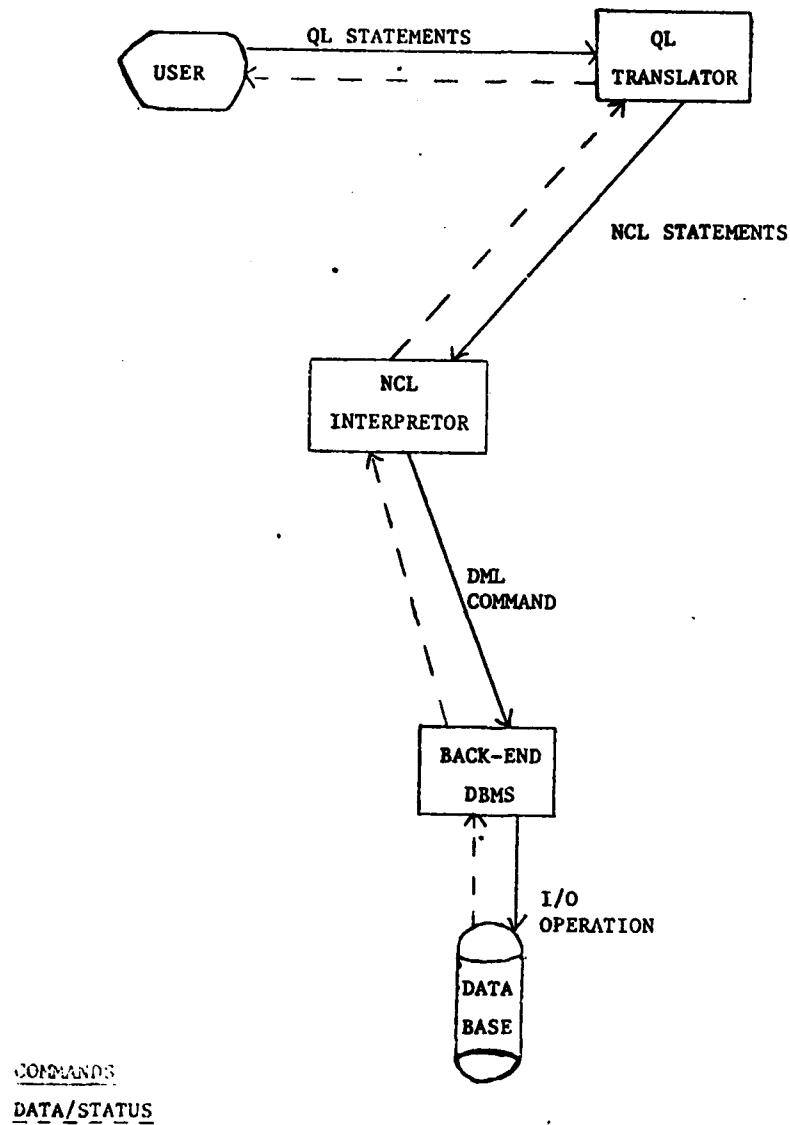 QL STATEMENTS
USER
QL
TRANSLATOR
NCL STATEMENTS
NCL
INTERPRETOR
DML
COMMAND
BACK-END
DBMS
I/O
OPERATION
DATA
BASE
COMMANDS
DATA/STATUS